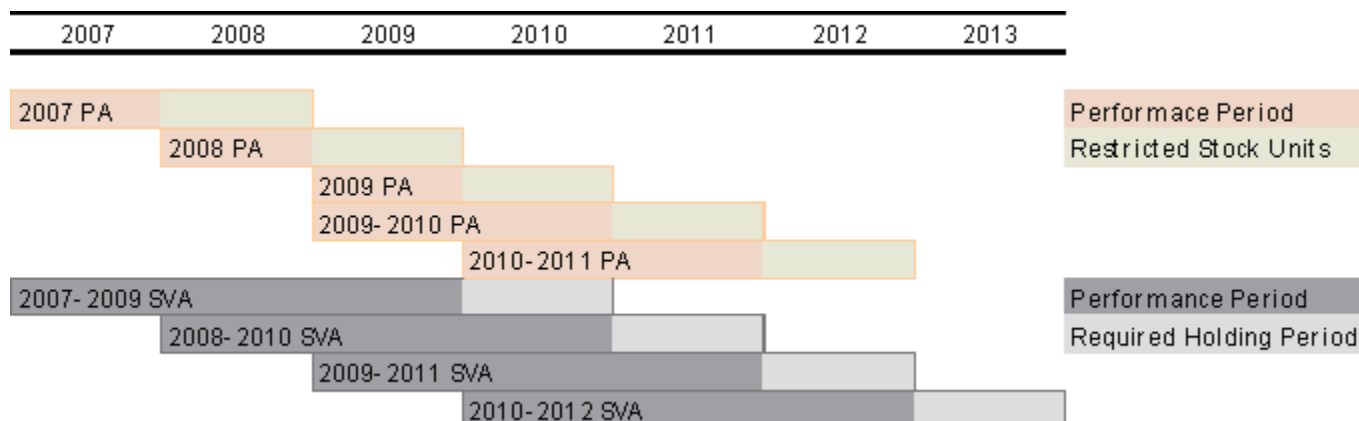 2007 2008 2009 2010 2011 2012 2013
2007 PA Performace Period
2008 PA Restricted Stock Units
2009 PA
2009-2010 PA
2010-2011 PA
2007-2009 SVA Performance Period
2008-2010 SVA Required Holding Period
2009-2011 SVA
2010-2012 SVA